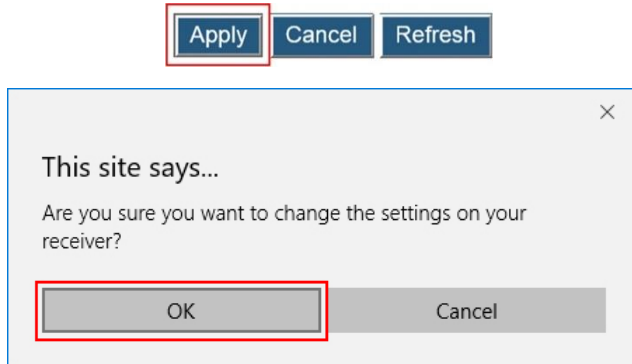 Apply Cancel Refresh
This site says...
Are you sure you want to change the settings on your
receiver?
OK Cancel